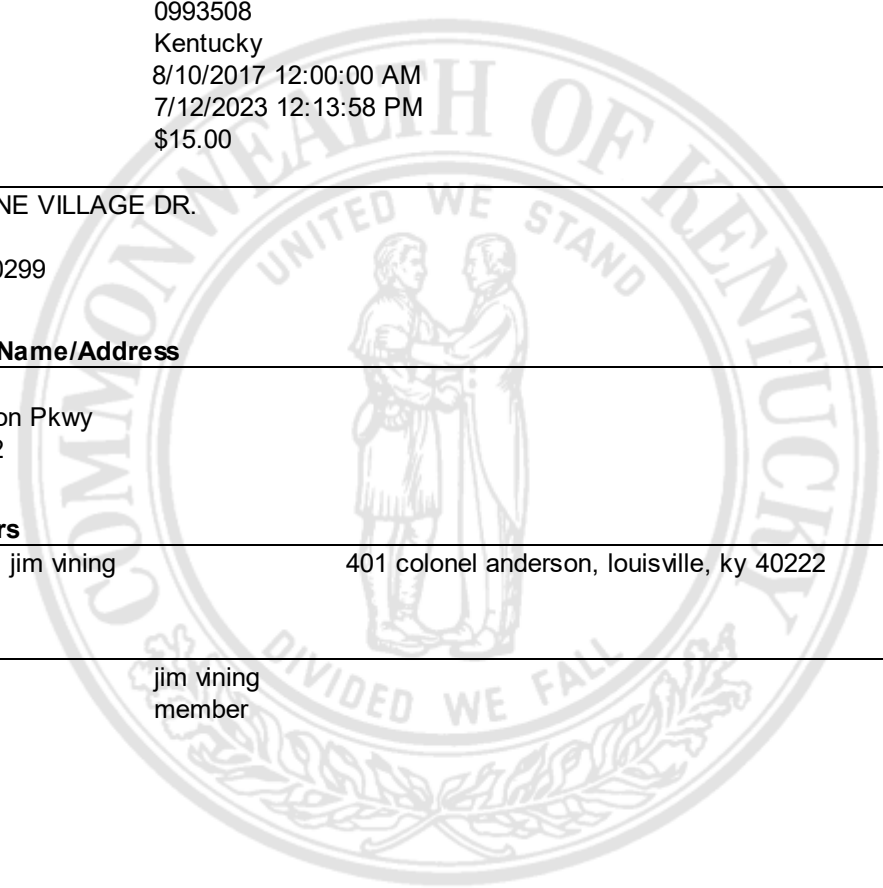 0993508
Kentucky
8/10/2017 12:00:00 AM
7/12/2023 12:13:58 PM
$15.00
NE VILLAGE DR.
0299
Name/Address
on Pkwy
2
rs
jim vining 401 colonel anderson, louisville, ky 40222
jim vining
member
COMMONWEALTH OF KENTUCKY
UNITED WE STAND
DIVIDED WE FALL